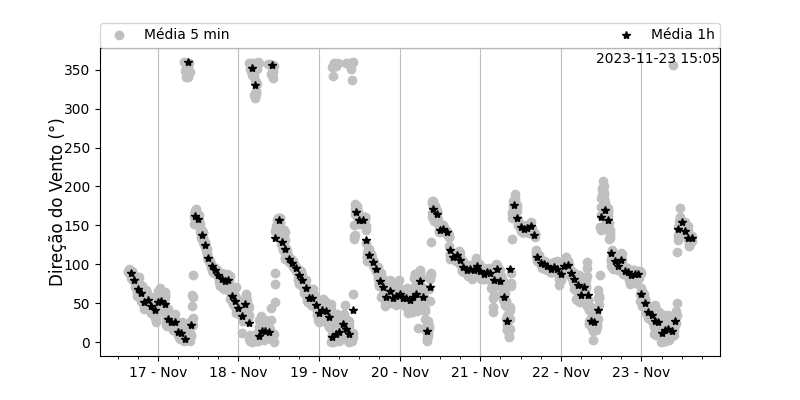 Média 5 min
Média 1h
2023-11-23 15:05
Direção do Vento (°)
350
300
250
200
150
100
50
0
17 - Nov
18 - Nov
19 - Nov
20 - Nov
21 - Nov
22 - Nov
23 - Nov